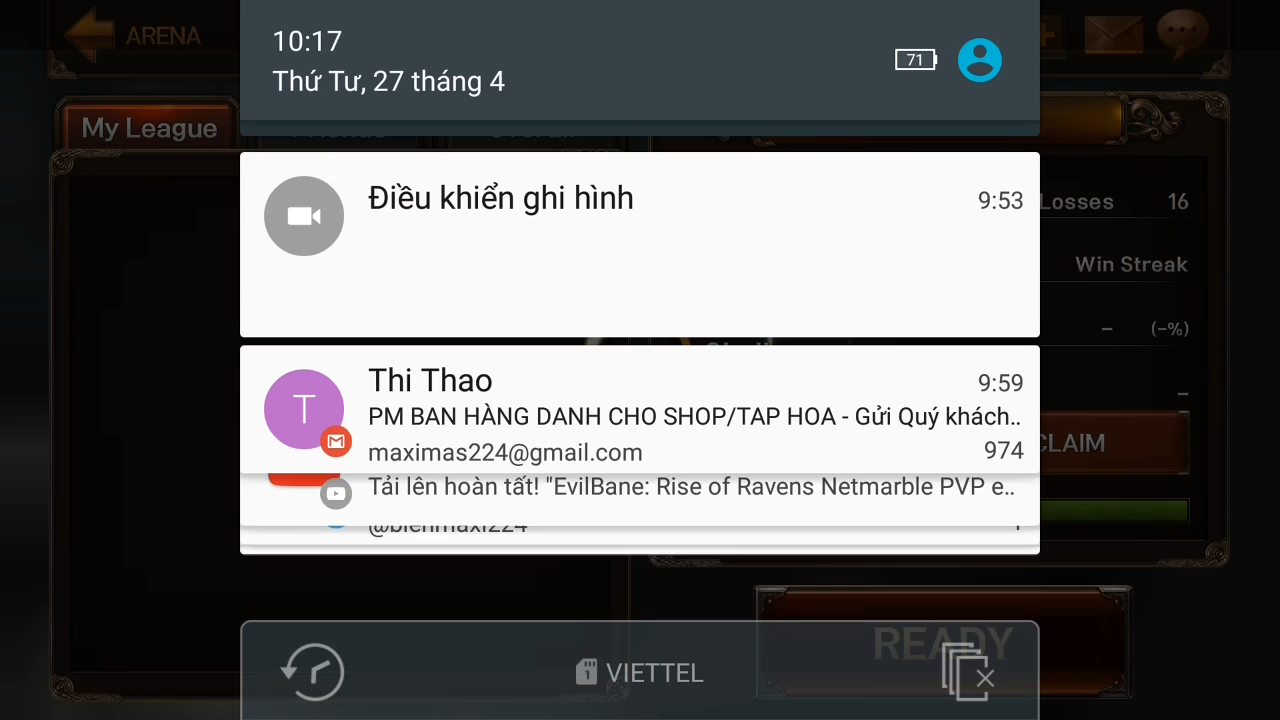 10:17
Thứ Tư, 27 tháng 4
71
ARENA
My League
Điều khiển ghi hình
9:53
Losses 16
Win Streak
– (–%)
–
Thi Thao
9:59
PM BAN HÀNG DANH CHO SHOP/TAP HOA - Gửi Quý khách..
maximas224@gmail.com
974
CLAIM
Tải lên hoàn tất! "EvilBane: Rise of Ravens Netmarble PVP e..
@bienmaxi224
READY
1 VIETTEL